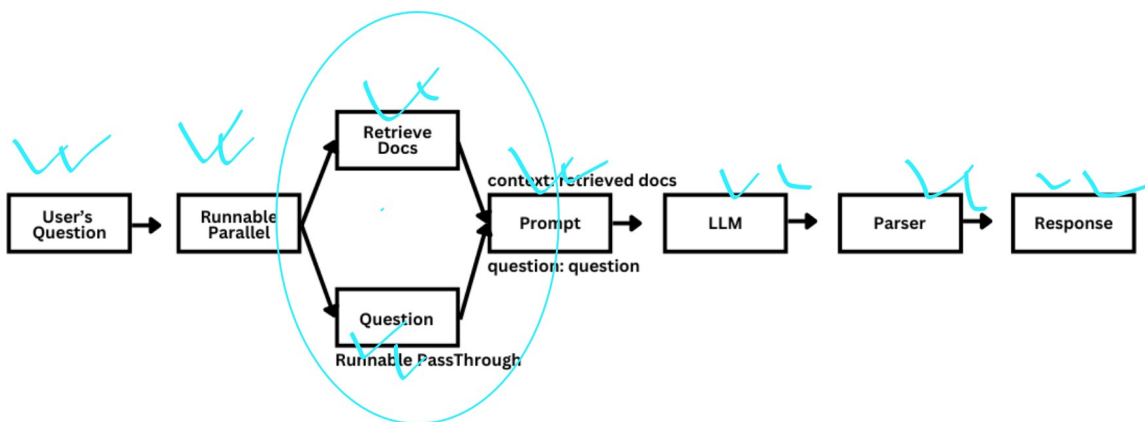 User's
Question
Runnable
Parallel
Retrieve
Docs
Question
Runnable PassThrough
context: retrieved docs
Prompt
question: question
LLM
Parser
Response